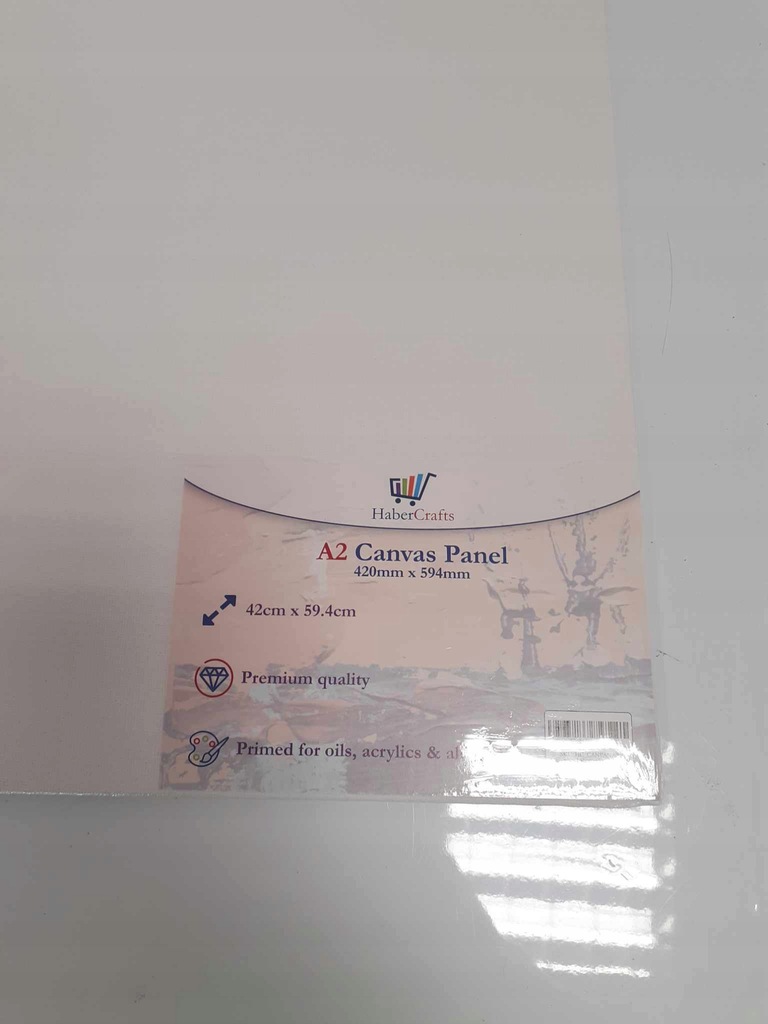 HaberCrafts
A2 Canvas Panel
420mm x 594mm
42cm x 59.4cm
Premium quality
Primed for oils, acrylics &